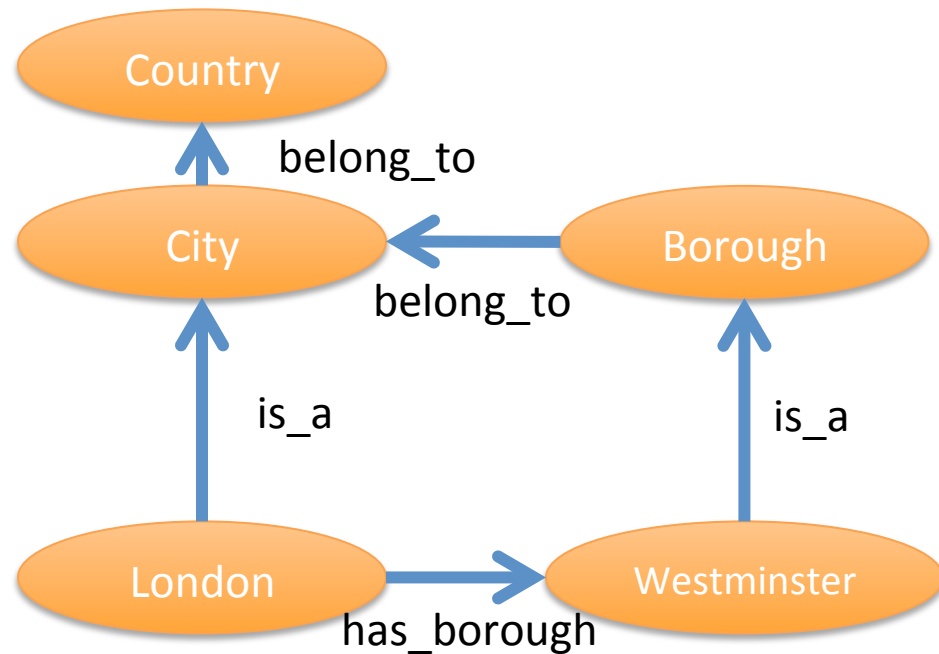 Country
belong_to
City
Borough
belong_to
is_a
is_a
London
Westminster
has_borough